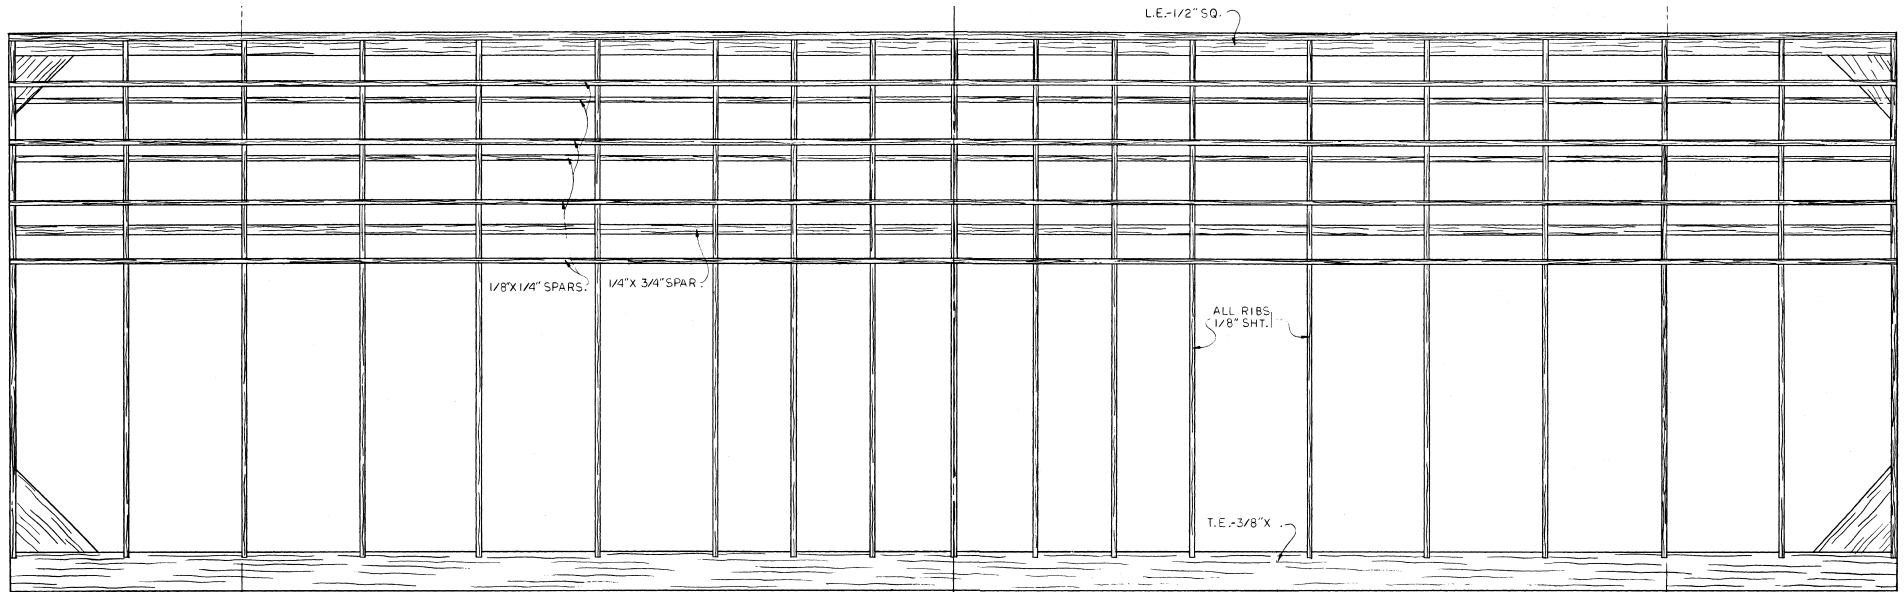 L.E.-1/2" SQ.
1/8"X 1/4" SPARS.
1/4"X 3/4" SPAR.
ALL RIBS
1/8" SHT.
T.E.-3/8"X